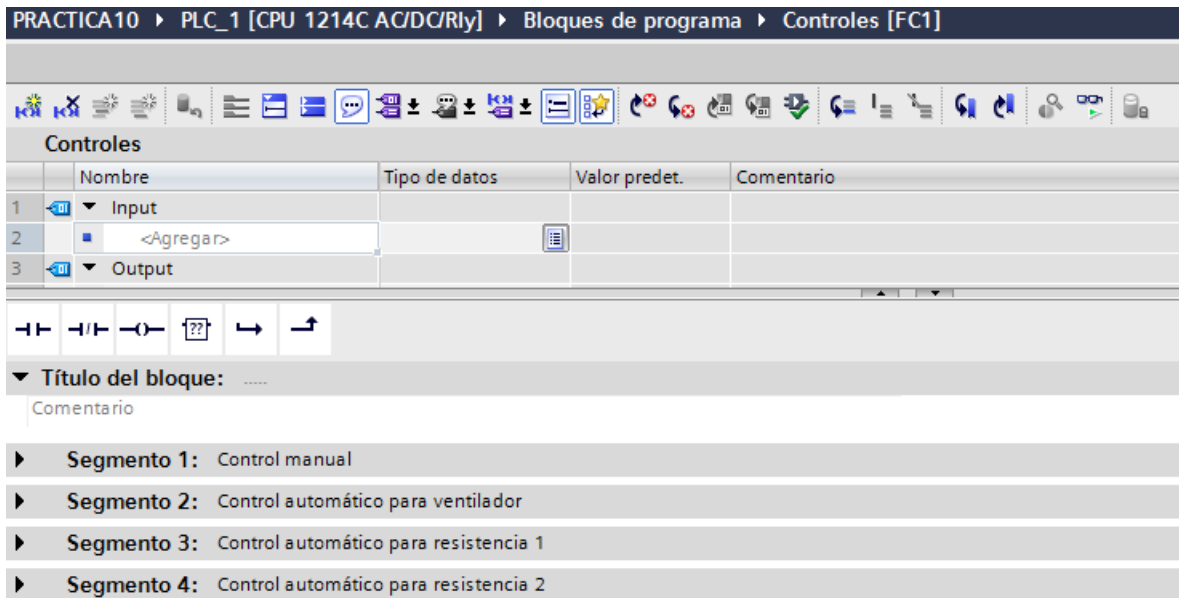 PRACTICA10 ▸ PLC_1 [CPU 1214C AC/DC/Rly] ▸ Bloques de programa ▸ Controles [FC1]
Controles
Nombre Tipo de datos Valor predet. Comentario
1 Input
2 <Agregar>
3 Output
??
Título del bloque: .....
Comentario
Segmento 1: Control manual
Segmento 2: Control automático para ventilador
Segmento 3: Control automático para resistencia 1
Segmento 4: Control automático para resistencia 2